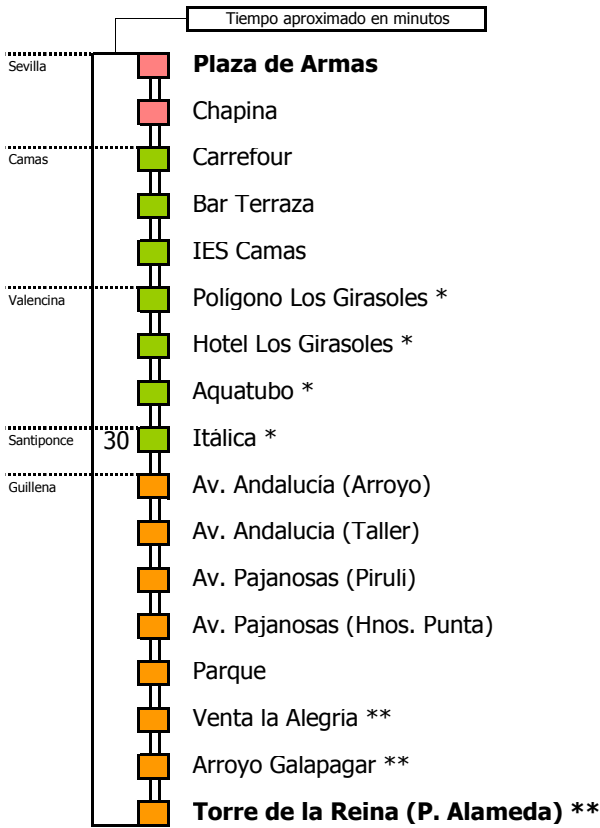 Tiempo aproximado en minutos
Sevilla
Plaza de Armas
Chapina
Camas
Carrefour
Bar Terraza
IES Camas
Valencina
Polígono Los Girasoles *
Hotel Los Girasoles *
Aquatubo *
Santiponce
30
Itálica *
Guillena
Av. Andalucía (Arroyo)
Av. Andalucia (Taller)
Av. Pajanosas (Piruli)
Av. Pajanosas (Hnos. Punta)
Parque
Venta la Alegria **
Arroyo Galapagar **
Torre de la Reina (P. Alameda) **